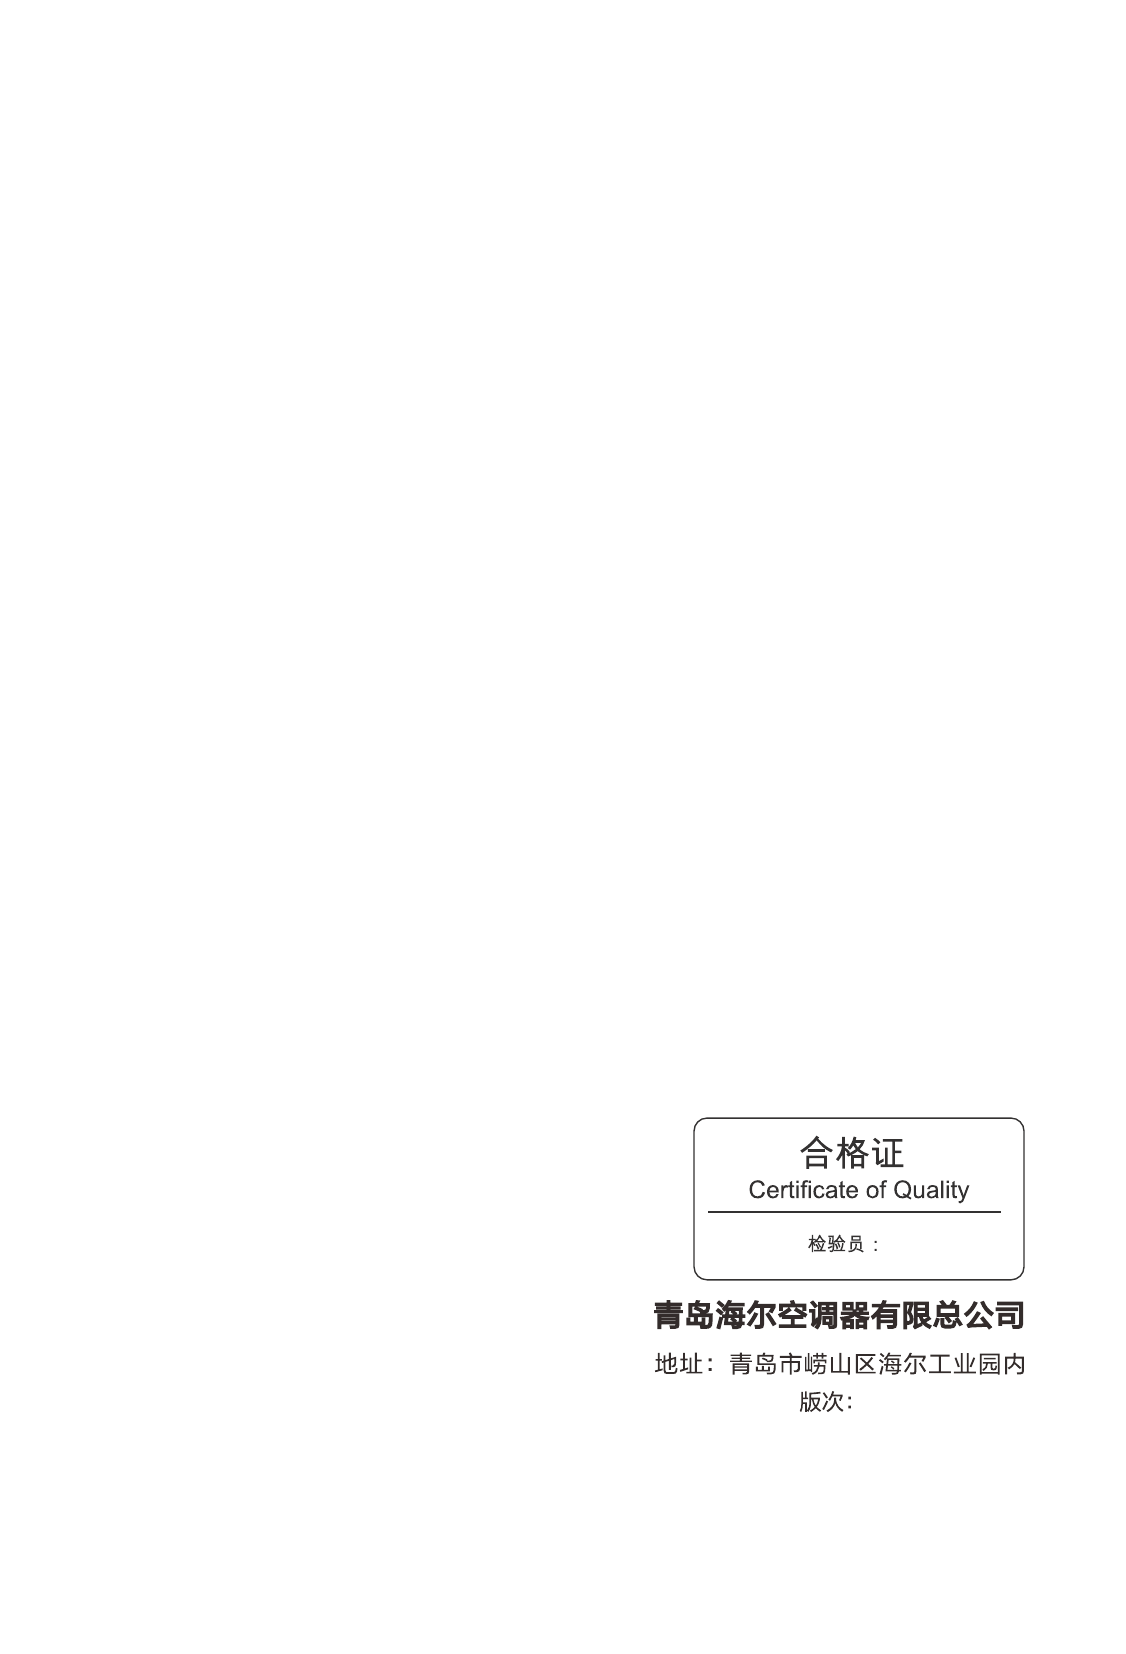 合格证
Certificate of Quality
检验员 :
青岛海尔空调器有限总公司
地址：青岛市崂山区海尔工业园内
版次：